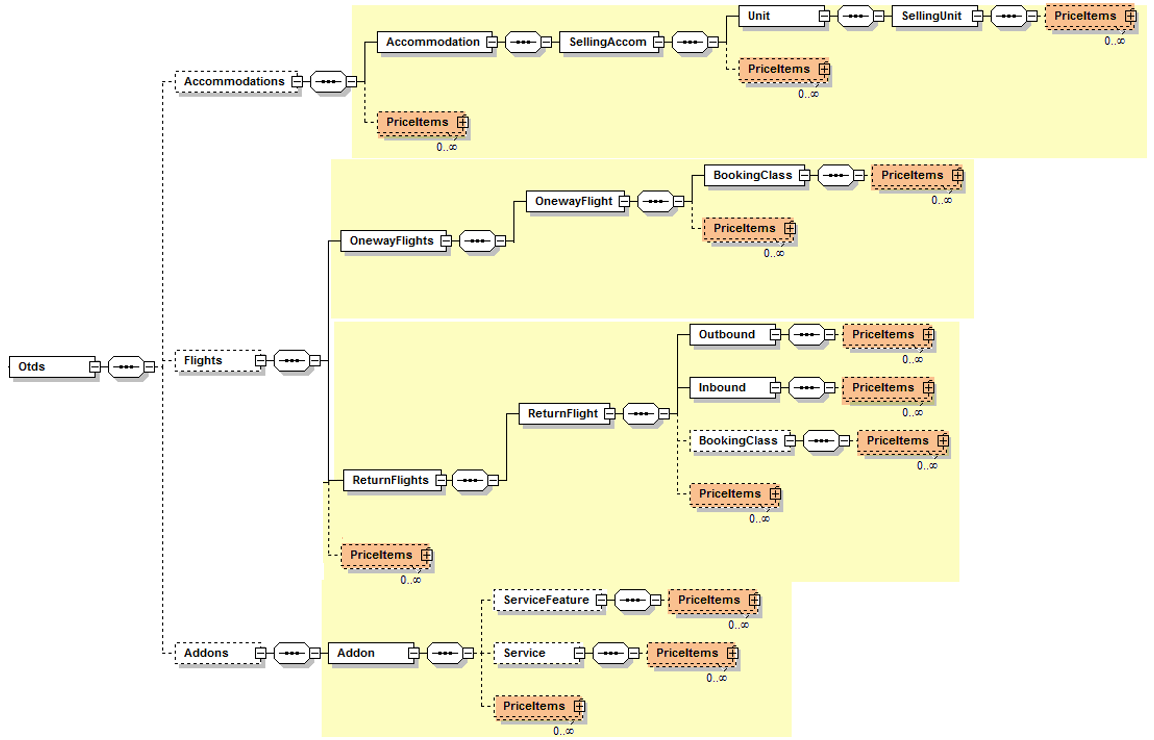 Unit
SellingUnit
PriceItems
0..∞
Accommodation
SellingAccom
PriceItems
0..∞
Accommodations
PriceItems
0..∞
BookingClass
PriceItems
0..∞
OnewayFlight
PriceItems
0..∞
OnewayFlights
Outbound
PriceItems
0..∞
Otds
Flights
Inbound
PriceItems
0..∞
ReturnFlight
BookingClass
PriceItems
0..∞
ReturnFlights
PriceItems
0..∞
PriceItems
0..∞
ServiceFeature
PriceItems
0..∞
Addons
Addon
Service
PriceItems
0..∞
PriceItems
0..∞